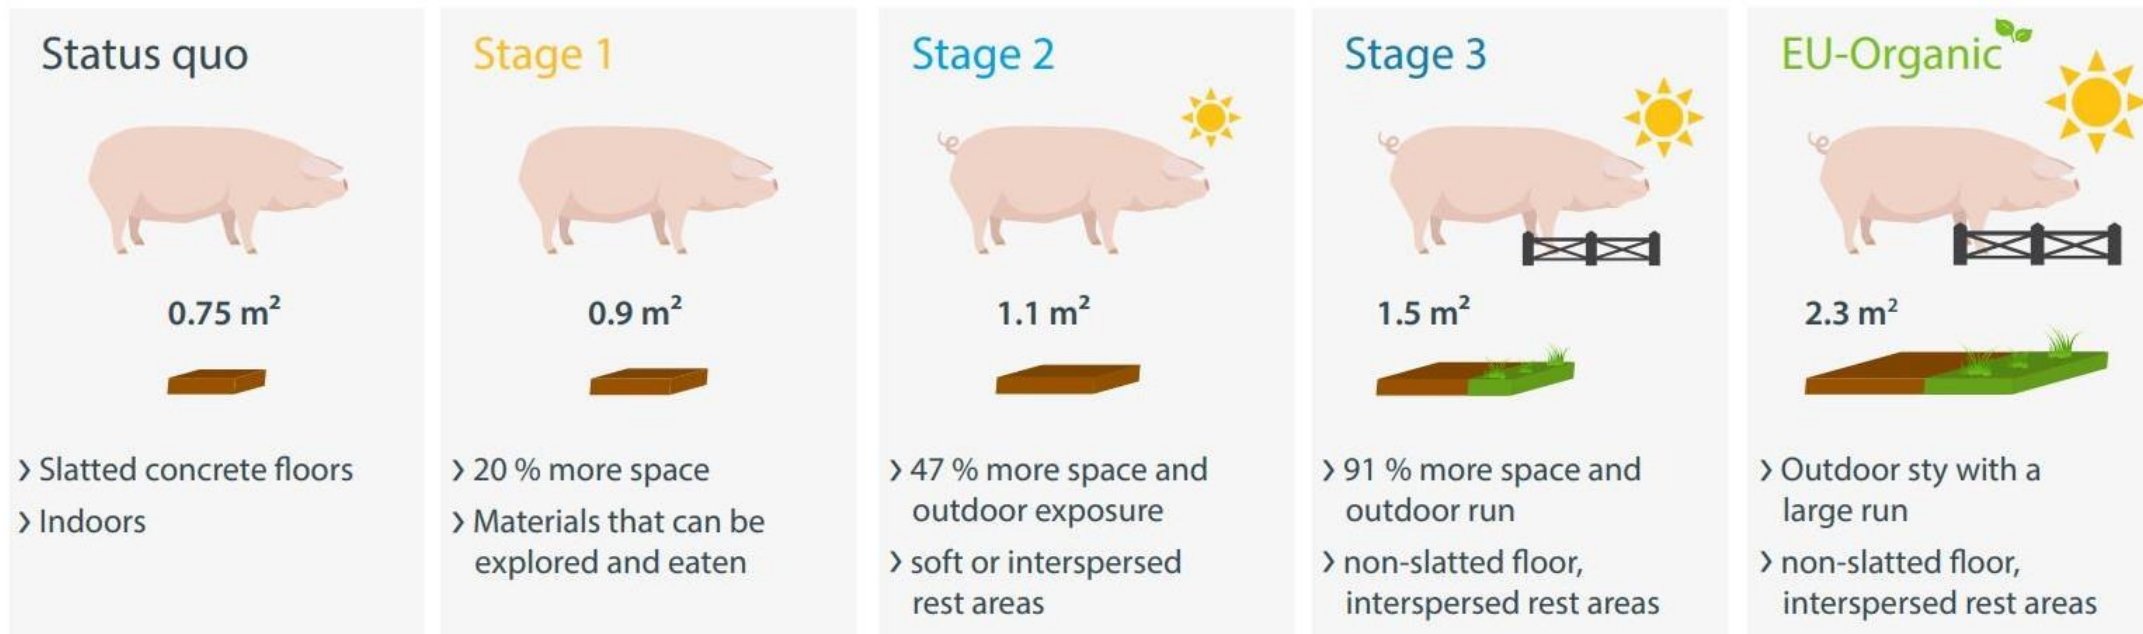 Status quo
0.75 m²
› Slatted concrete floors
› Indoors
Stage 1
0.9 m²
› 20 % more space
› Materials that can be
explored and eaten
Stage 2
1.1 m²
› 47 % more space and
outdoor exposure
› soft or interspersed
rest areas
Stage 3
1.5 m²
› 91 % more space and
outdoor run
› non-slatted floor,
interspersed rest areas
EU-Organic
2.3 m²
› Outdoor sty with a
large run
› non-slatted floor,
interspersed rest areas